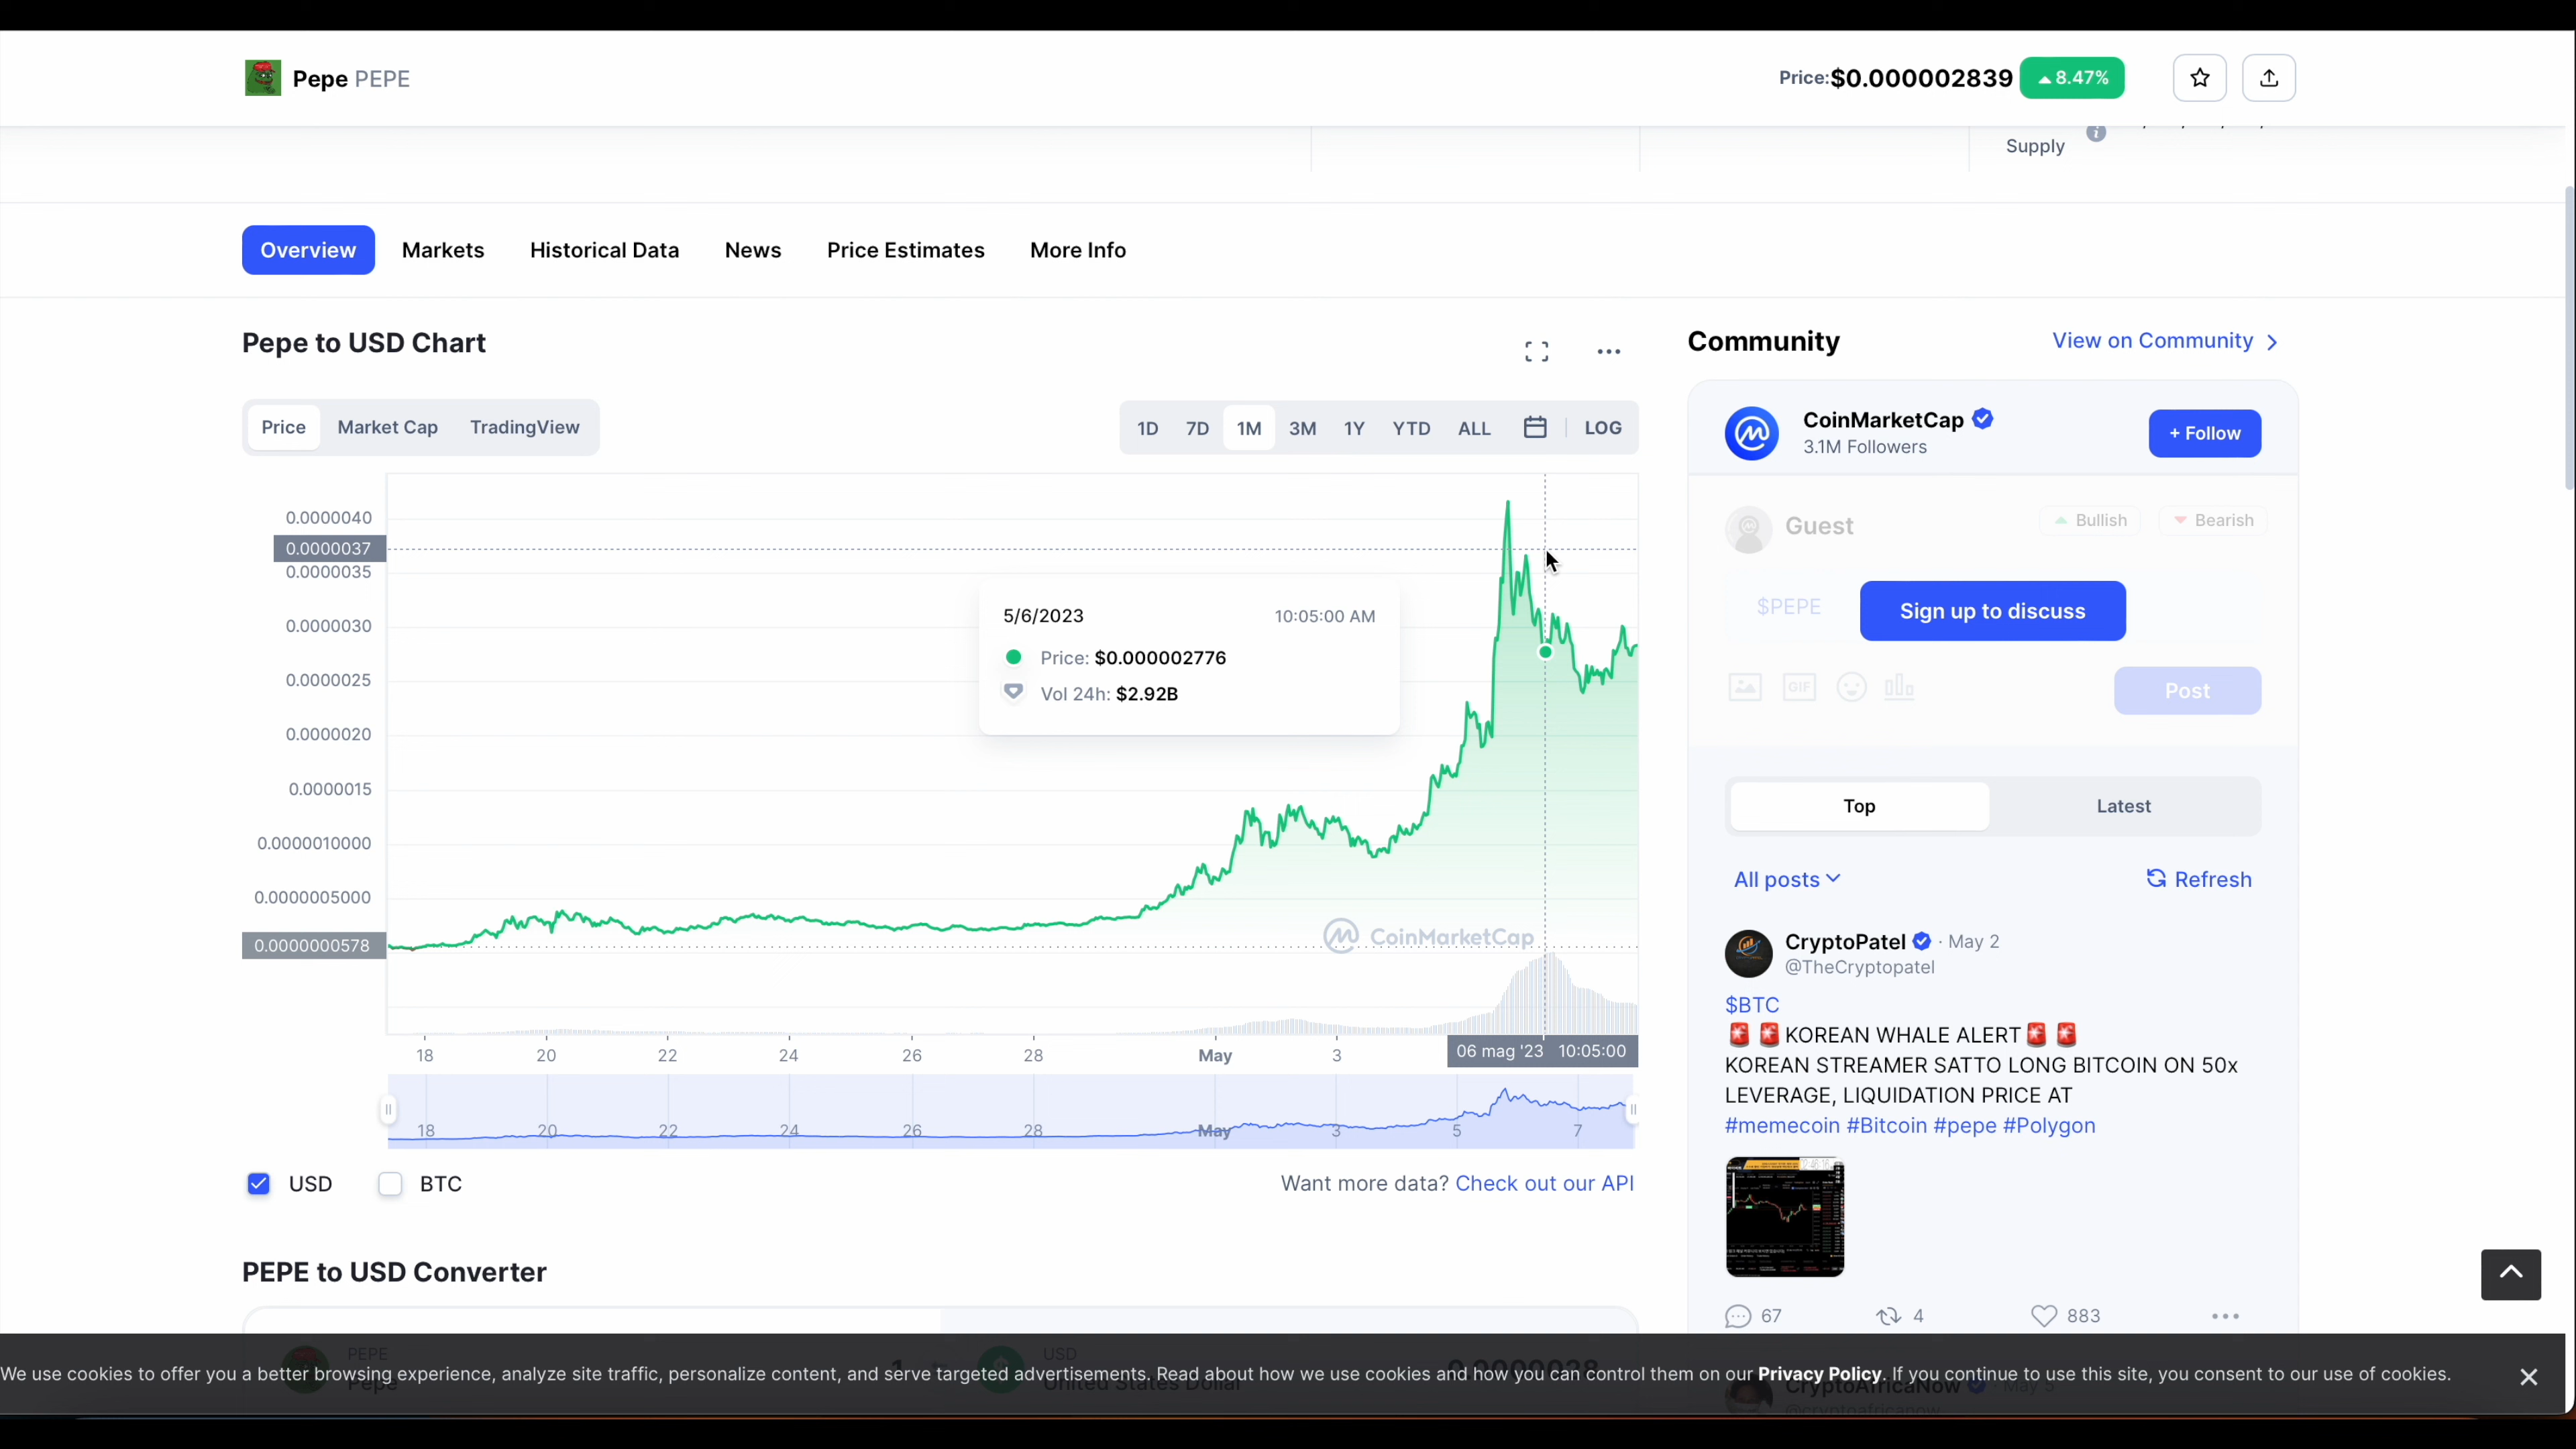 Pepe PEPE
Price:$0.000002839 8.47%
Supply
Overview Markets Historical Data News Price Estimates More Info
Pepe to USD Chart
Price Market Cap TradingView
1D 7D 1M 3M 1Y YTD ALL LOG
0.0000040
0.0000037
0.0000035
0.0000030
0.0000025
0.0000020
0.0000015
0.0000010000
0.0000005000
0.0000000578
5/6/2023 10:05:00 AM
Price: $0.000002776
Vol 24h: $2.92B
CoinMarketCap
18 20 22 24 26 28 May 3 06 mag '23 10:05:00
18 20 22 24 26 28 May 3 5 7
USD BTC
Want more data? Check out our API
PEPE to USD Converter
Community View on Community
CoinMarketCap
3.1M Followers
+ Follow
Guest Bullish Bearish
$PEPE
Sign up to discuss
GIF
Post
Top Latest
All posts Refresh
CryptoPatel · May 2
@TheCryptopatel
$BTC
🚨 🚨KOREAN WHALE ALERT🚨 🚨
KOREAN STREAMER SATTO LONG BITCOIN ON 50x
LEVERAGE, LIQUIDATION PRICE AT
#memecoin #Bitcoin #pepe #Polygon
67 4 883
PEPE
Pepe
USD
United States Dollar
We use cookies to offer you a better browsing experience, analyze site traffic, personalize content, and serve targeted advertisements. Read about how we use cookies and how you can control them on our Privacy Policy. If you continue to use this site, you consent to our use of cookies.
CryptoAfricaNow
@cryptoafricanow